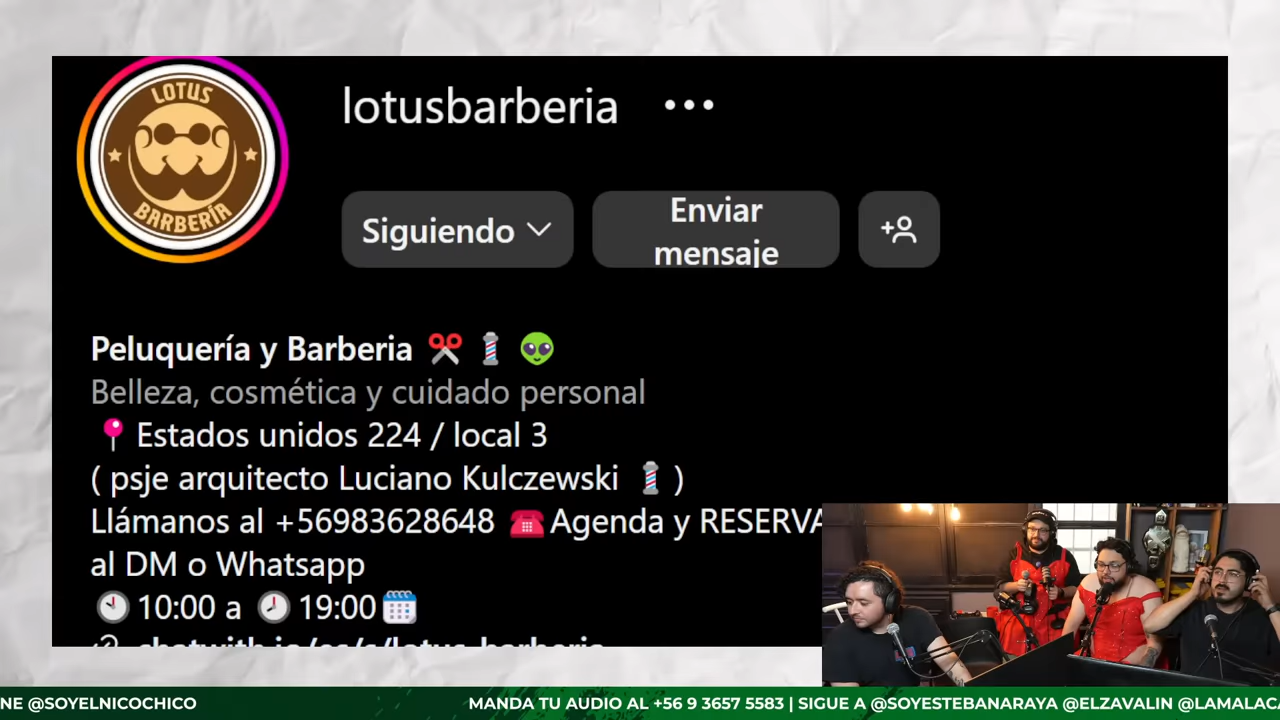 LOTUS
BARBERÍA
lotusbarberia
Siguiendo
Enviar
mensaje
Peluquería y Barberia ✂️ 💈 👽
Belleza, cosmética y cuidado personal
📍 Estados unidos 224 / local 3
( psje arquitecto Luciano Kulczewski 💈 )
Llámanos al +56983628648 ☎️Agenda y RESERVA
al DM o Whatsapp
🕙10:00 a 🕗19:00🗓️
NE @SOYELNICOCHICO
MANDA TU AUDIO AL +56 9 3657 5583 | SIGUE A @SOYESTEBANARAYA @ELZAVALIN @LAMALACA